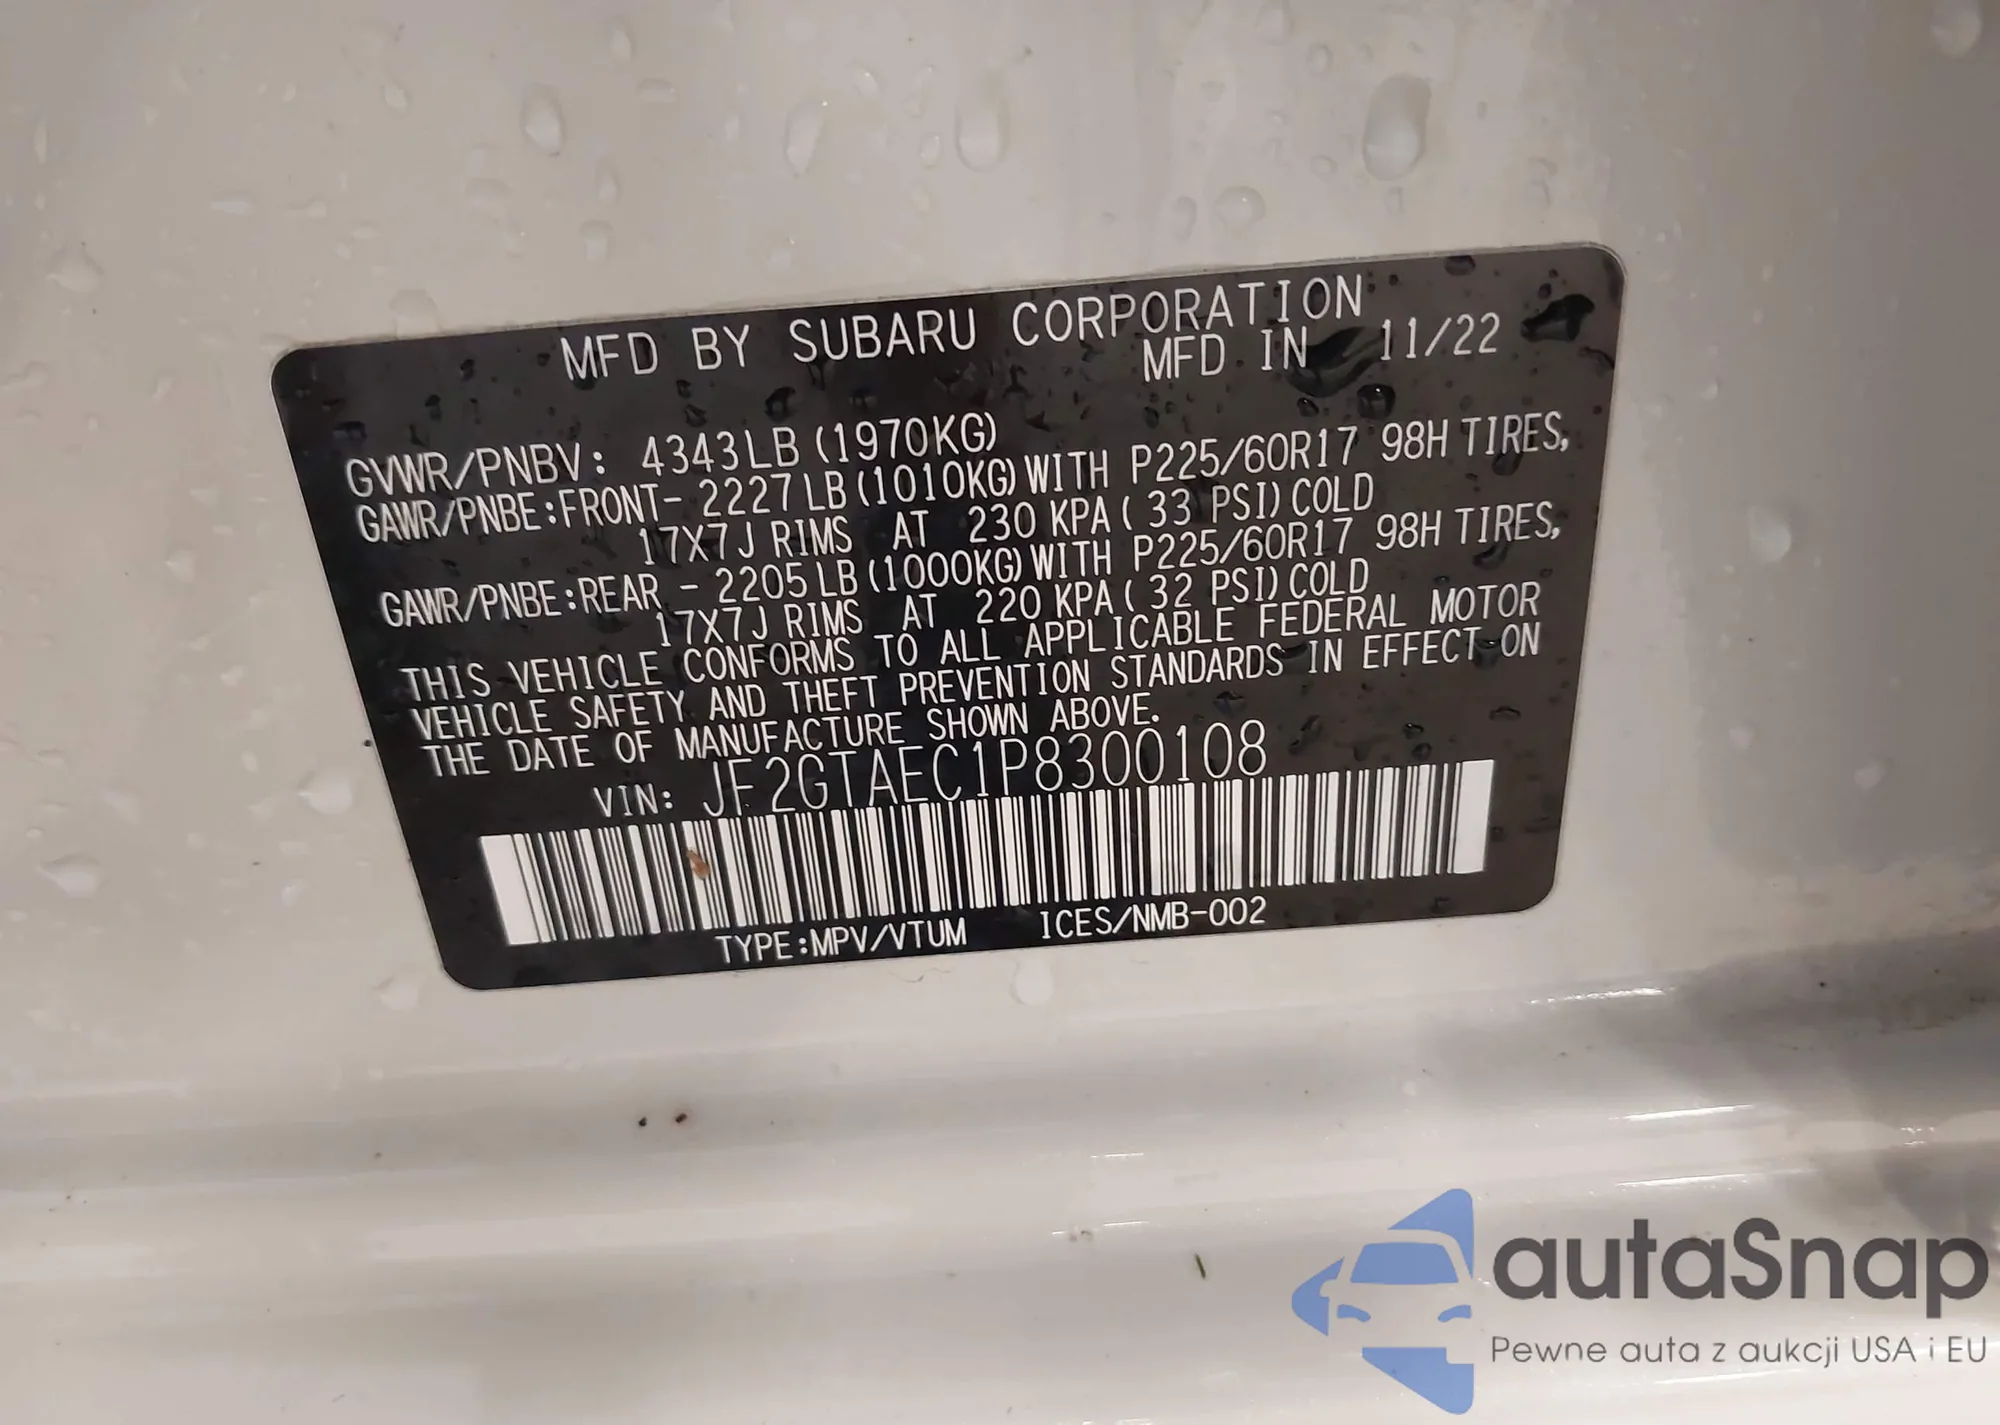 MFD BY SUBARU CORPORATION
MFD IN 11/22
GVWR/PNBV: 4343LB(1970KG)
GAWR/PNBE:FRONT- 2227LB(1010KG)WITH P225/60R17 98H TIRES,
17X7J RIMS AT 230 KPA( 33 PSI)COLD
GAWR/PNBE:REAR - 2205LB(1000KG)WITH P225/60R17 98H TIRES,
17X7J RIMS AT 220 KPA( 32 PSI)COLD
THIS VEHICLE CONFORMS TO ALL APPLICABLE FEDERAL MOTOR
VEHICLE SAFETY AND THEFT PREVENTION STANDARDS IN EFFECT ON
THE DATE OF MANUFACTURE SHOWN ABOVE.
VIN: JF2GTAEC1P8300108
TYPE:MPV/VTUM ICES/NMB-002
autaSnap
Pewne auta z aukcji USA i EU